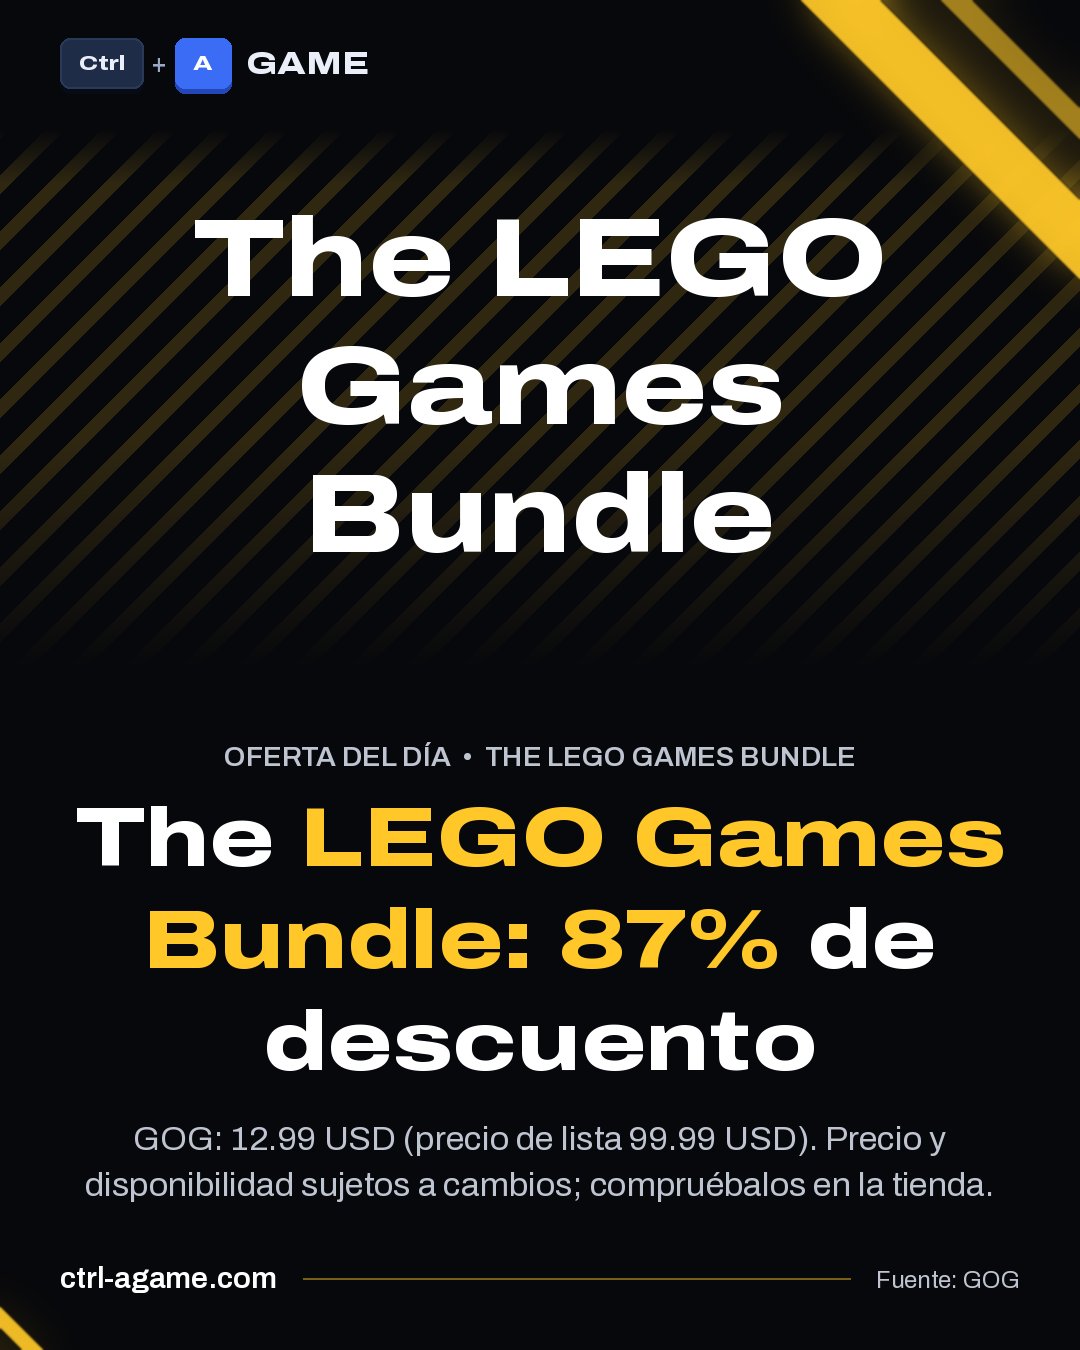 Ctrl + A GAME
The LEGO
Games
Bundle
OFERTA DEL DÍA • THE LEGO GAMES BUNDLE
The LEGO Games
Bundle: 87% de
descuento
GOG: 12.99 USD (precio de lista 99.99 USD). Precio y
disponibilidad sujetos a cambios; compruébalos en la tienda.
ctrl-agame.com
Fuente: GOG